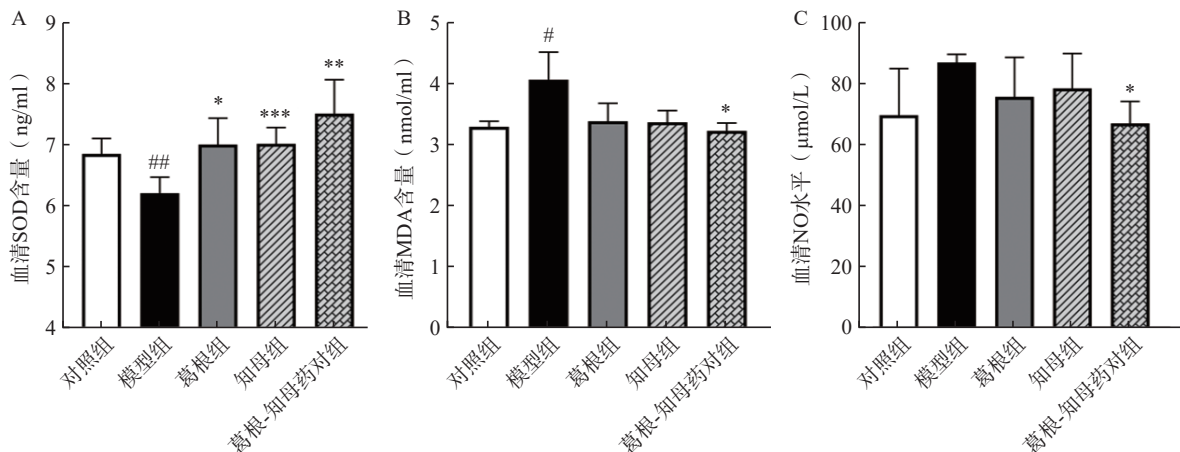 A
血清SOD含量（ng/ml）
9
8
7
6
5
4
##
*
***
**
对照组
模型组
葛根组
知母组
葛根-知母药对组
B
血清MDA含量（nmol/ml）
5
4
3
2
1
0
#
*
对照组
模型组
葛根组
知母组
葛根-知母药对组
C
血清NO水平（μmol/L）
100
80
60
40
20
0
*
对照组
模型组
葛根组
知母组
葛根-知母药对组